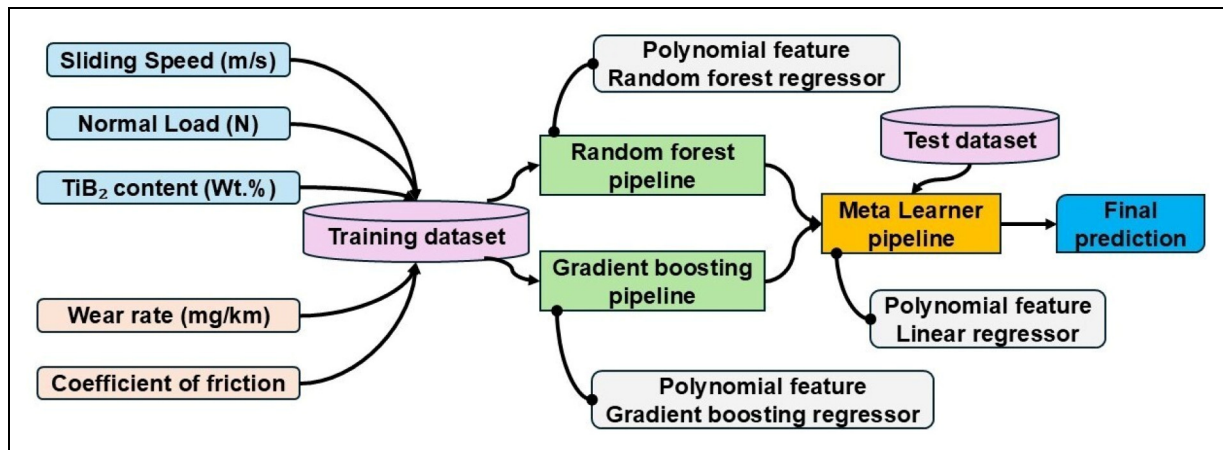 Sliding Speed (m/s)
Normal Load (N)
TiB₂ content (Wt.%)
Training dataset
Wear rate (mg/km)
Coefficient of friction
Polynomial feature
Random forest regressor
Random forest
pipeline
Gradient boosting
pipeline
Polynomial feature
Gradient boosting regressor
Test dataset
Meta Learner
pipeline
Polynomial feature
Linear regressor
Final
prediction